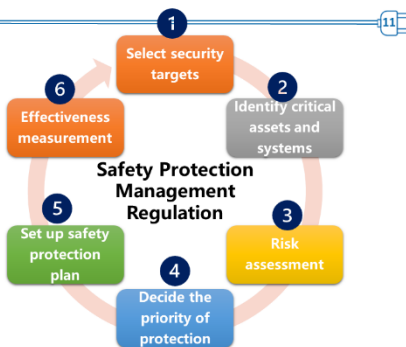 11
1
Select security
targets
2
Identify critical
assets and
systems
3
Risk
assessment
4
Decide the
priority of
protection
5
Set up safety
protection
plan
6
Effectiveness
measurement
Safety Protection
Management
Regulation